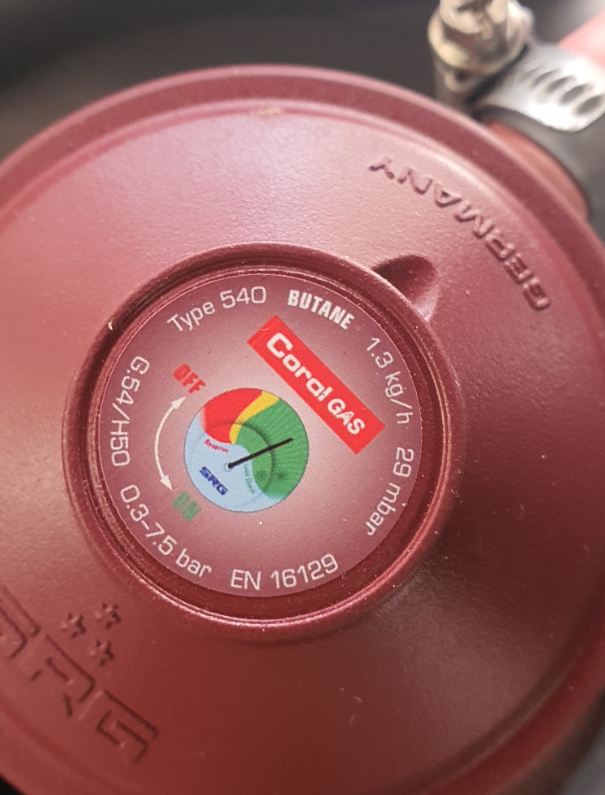 GERMANY
Type 540
BUTANE
1.3 kg/h
29 mbar
EN 16129
0.3-7.5 bar
G.54/H50
Coral GAS
OFF
ON
Reserve
SRG
SRG